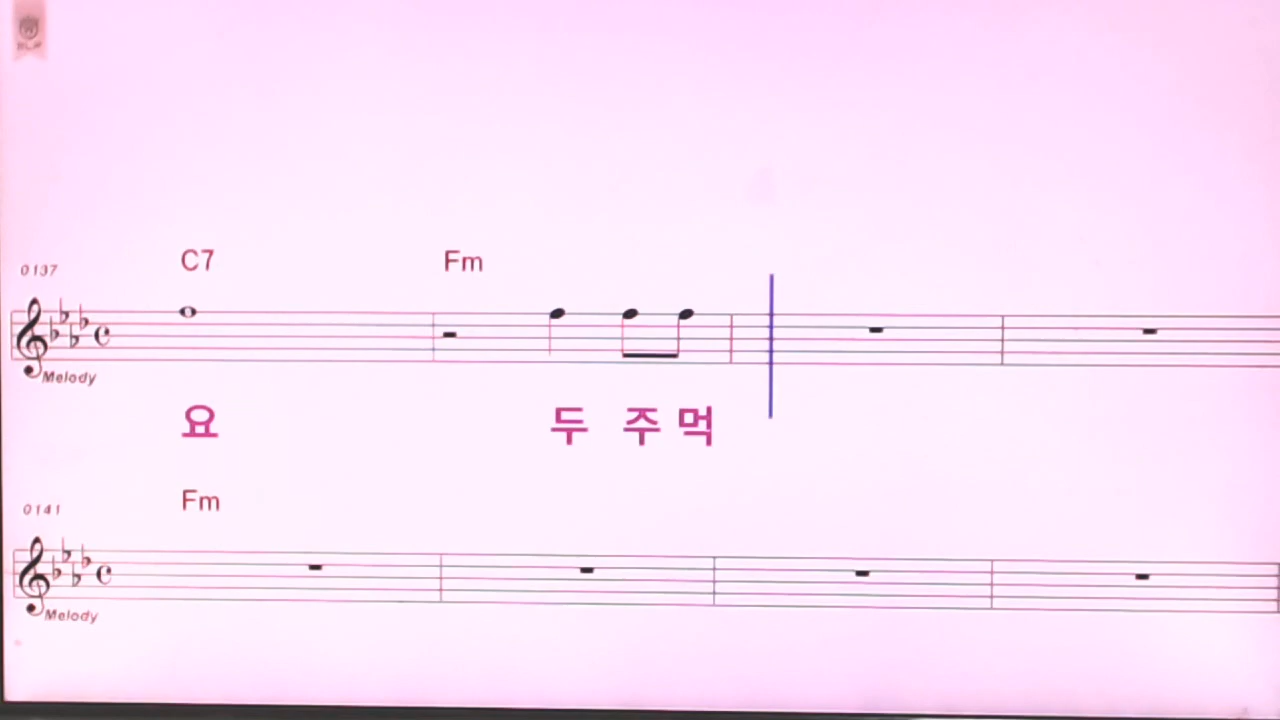 C7 Fm
0137
Melody
요 두 주 먹
Fm
0141
Melody